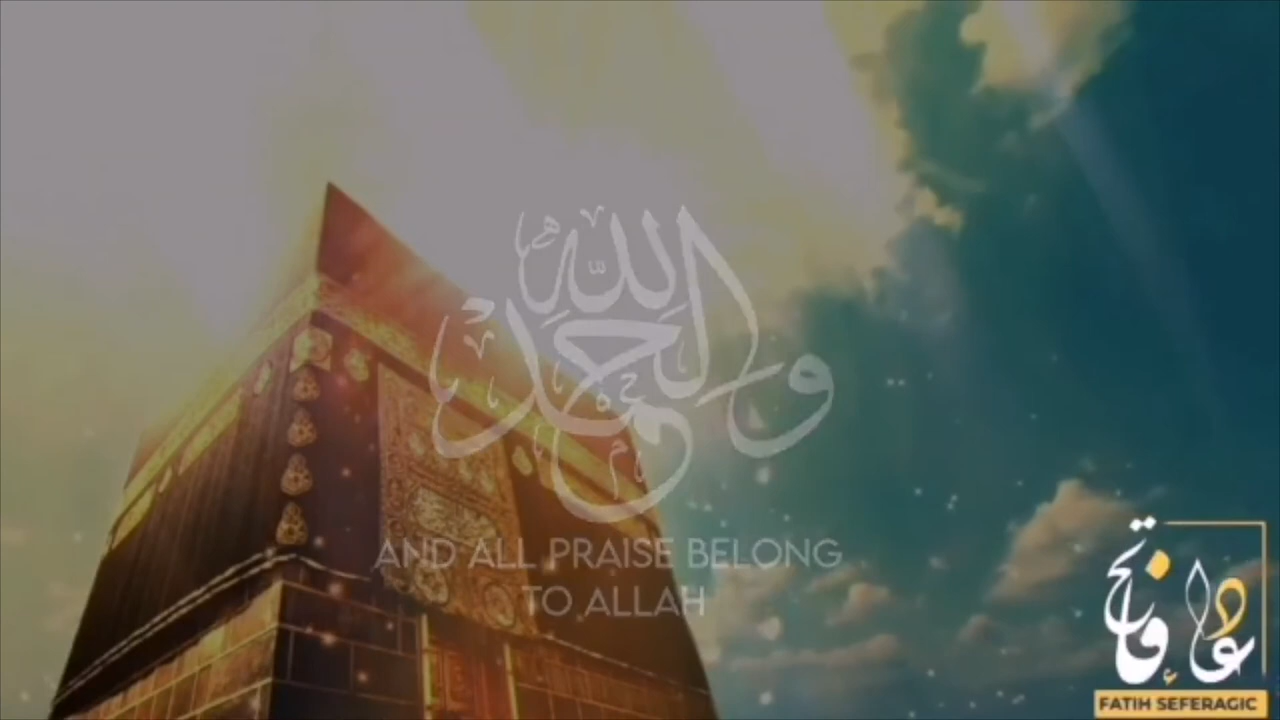 والحمد لله
AND ALL PRAISE BELONG
TO ALLAH
FATIH SEFERAGIC